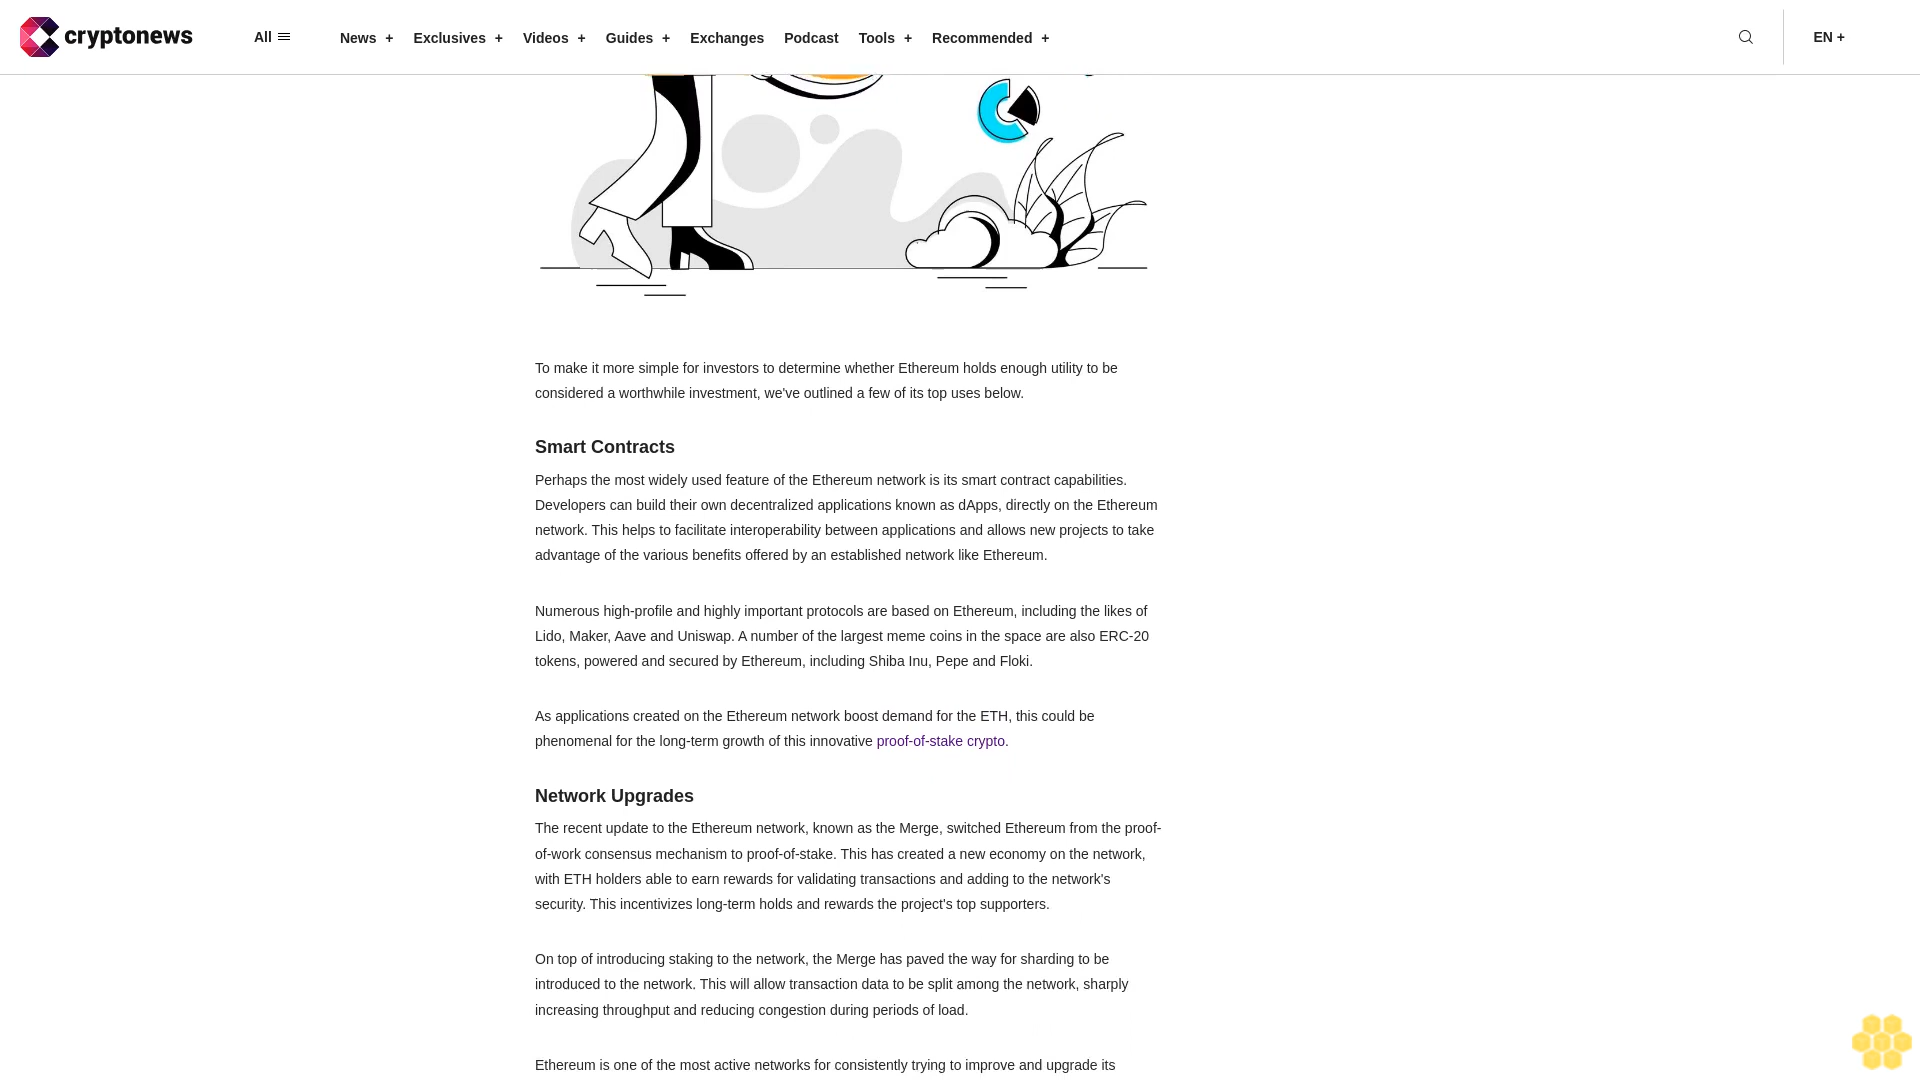 cryptonews
All
News +
Exclusives +
Videos +
Guides +
Exchanges
Podcast
Tools +
Recommended +
EN +
To make it more simple for investors to determine whether Ethereum holds enough utility to be
considered a worthwhile investment, we've outlined a few of its top uses below.
Smart Contracts
Perhaps the most widely used feature of the Ethereum network is its smart contract capabilities.
Developers can build their own decentralized applications known as dApps, directly on the Ethereum
network. This helps to facilitate interoperability between applications and allows new projects to take
advantage of the various benefits offered by an established network like Ethereum.
Numerous high-profile and highly important protocols are based on Ethereum, including the likes of
Lido, Maker, Aave and Uniswap. A number of the largest meme coins in the space are also ERC-20
tokens, powered and secured by Ethereum, including Shiba Inu, Pepe and Floki.
As applications created on the Ethereum network boost demand for the ETH, this could be
phenomenal for the long-term growth of this innovative proof-of-stake crypto.
Network Upgrades
The recent update to the Ethereum network, known as the Merge, switched Ethereum from the proof-
of-work consensus mechanism to proof-of-stake. This has created a new economy on the network,
with ETH holders able to earn rewards for validating transactions and adding to the network's
security. This incentivizes long-term holds and rewards the project's top supporters.
On top of introducing staking to the network, the Merge has paved the way for sharding to be
introduced to the network. This will allow transaction data to be split among the network, sharply
increasing throughput and reducing congestion during periods of load.
Ethereum is one of the most active networks for consistently trying to improve and upgrade its